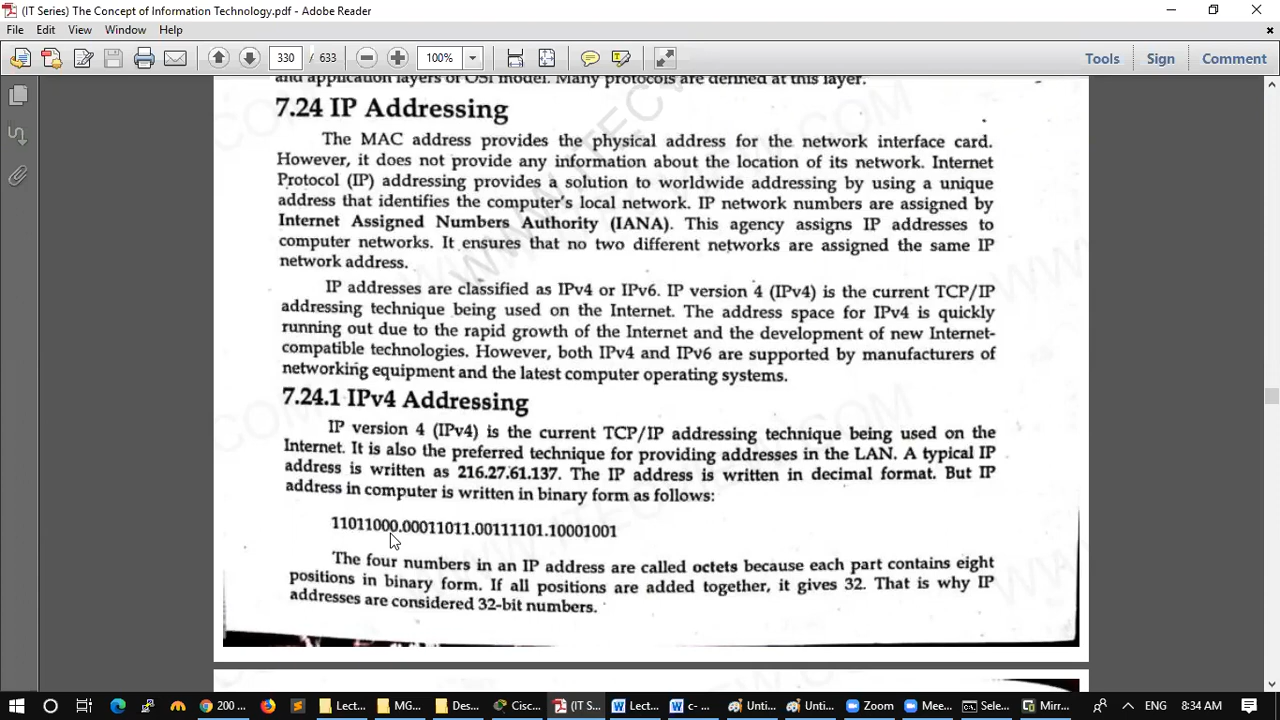 (IT Series) The Concept of Information Technology.pdf - Adobe Reader
File Edit View Window Help
330 / 633 100% Tools Sign Comment
and application layers of OSI model. Many protocols are defined at this layer.
7.24 IP Addressing
The MAC address provides the physical address for the network interface card.
However, it does not provide any information about the location of its network. Internet
Protocol (IP) addressing provides a solution to worldwide addressing by using a unique
address that identifies the computer's local network. IP network numbers are assigned by
Internet Assigned Numbers Authority (IANA). This agency assigns IP addresses to
computer networks. It ensures that no two different networks are assigned the same IP
network address.
IP addresses are classified as IPv4 or IPv6. IP version 4 (IPv4) is the current TCP/IP
addressing technique being used on the Internet. The address space for IPv4 is quickly
running out due to the rapid growth of the Internet and the development of new Internet-
compatible technologies. However, both IPv4 and IPv6 are supported by manufacturers of
networking equipment and the latest computer operating systems.
7.24.1 IPv4 Addressing
IP version 4 (IPv4) is the current TCP/IP addressing technique being used on the
Internet. It is also the preferred technique for providing addresses in the LAN. A typical IP
address is written as 216.27.61.137. The IP address is written in decimal format. But IP
address in computer is written in binary form as follows:
11011000.00011011.00111101.10001001
The four numbers in an IP address are called octets because each part contains eight
positions in binary form. If all positions are added together, it gives 32. That is why IP
addresses are considered 32-bit numbers.
200 ... Lect... MG... Des... Cisc... (IT S... Lect... c- ... Unti... Unti... Zoom Mee... Sele... Mirr... ENG 8:34 AM